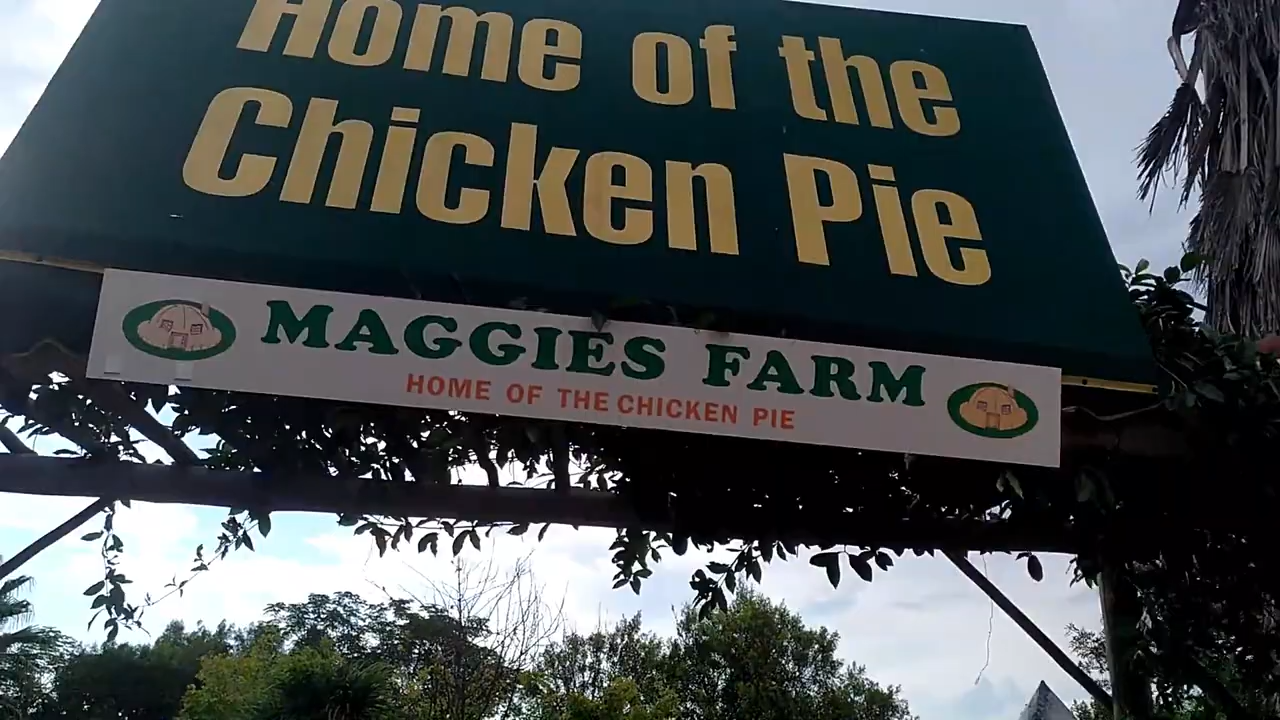 Home of the
Chicken Pie
MAGGIES FARM
HOME OF THE CHICKEN PIE